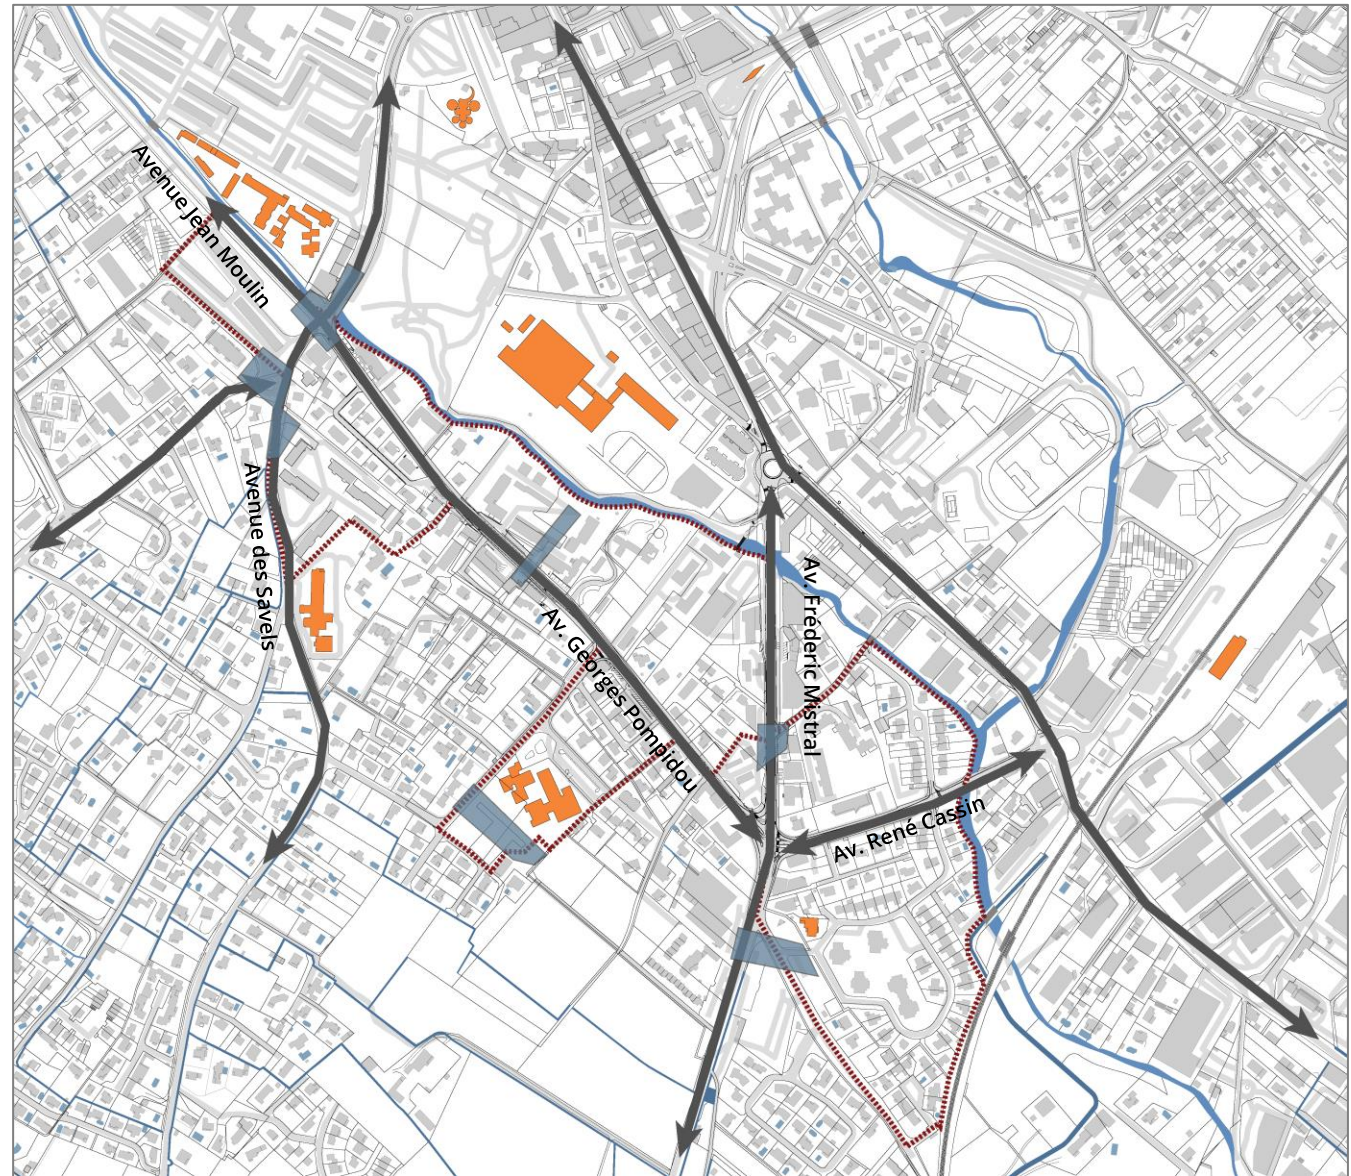 Avenue Jean Moulin
Avenue des Savels
Av. Georges Pompidou
Av. Fréderic Mistral
Av. René Cassin